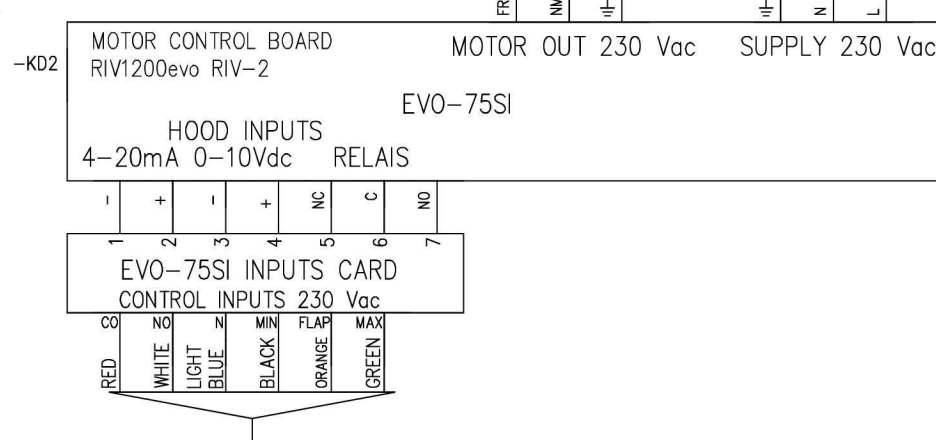 FR NM N L
MOTOR CONTROL BOARD
MOTOR OUT 230 Vac SUPPLY 230 Vac
-KD2
RIV1200evo RIV-2
EVO-75SI
HOOD INPUTS
4-20mA 0-10Vdc RELAIS
- + - + NC C NO
1 2 3 4 5 6 7
EVO-75SI INPUTS CARD
CONTROL INPUTS 230 Vac
CO NO N MIN FLAP MAX
RED WHITE LIGHT BLUE BLACK ORANGE GREEN